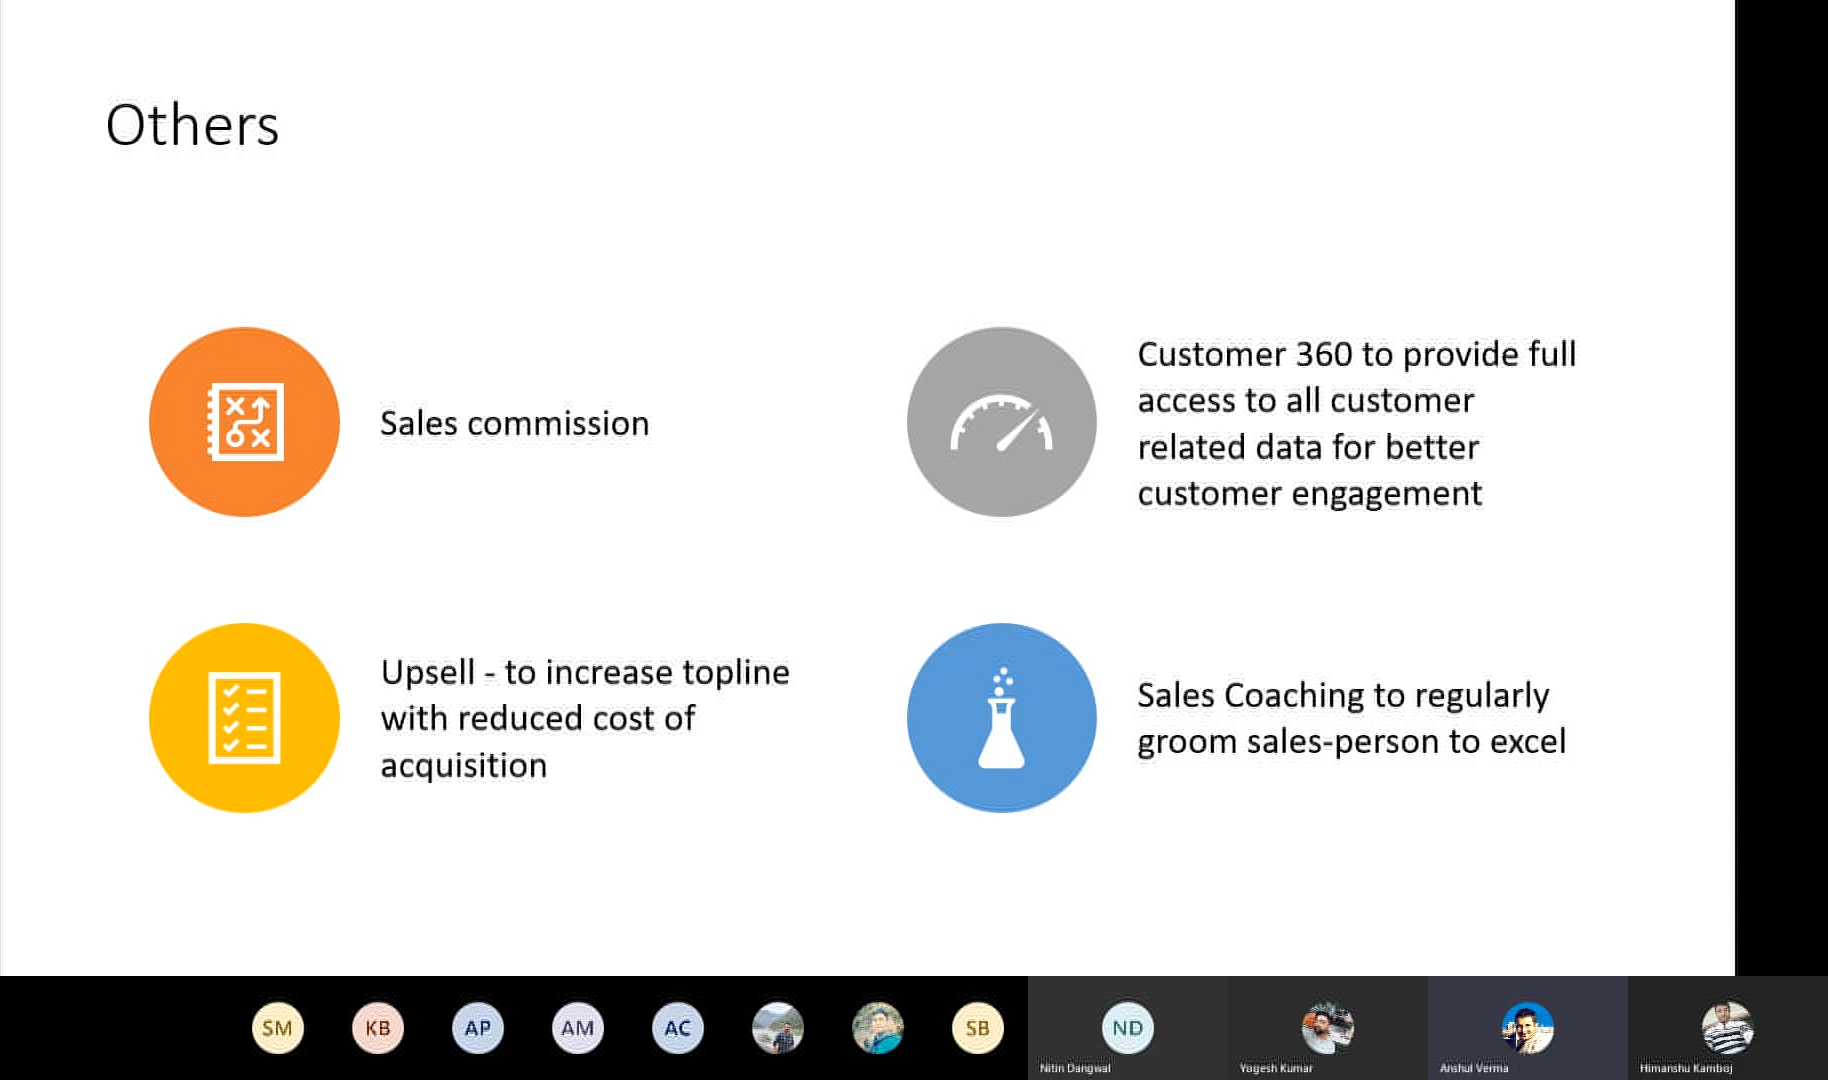 Others
Sales commission
Customer 360 to provide full
access to all customer
related data for better
customer engagement
Upsell - to increase topline
with reduced cost of
acquisition
Sales Coaching to regularly
groom sales-person to excel
SM
KB
AP
AM
AC
SB
ND
Nitin Dangwal
Yogesh Kumar
Anshul Verma
Himanshu Kamboj